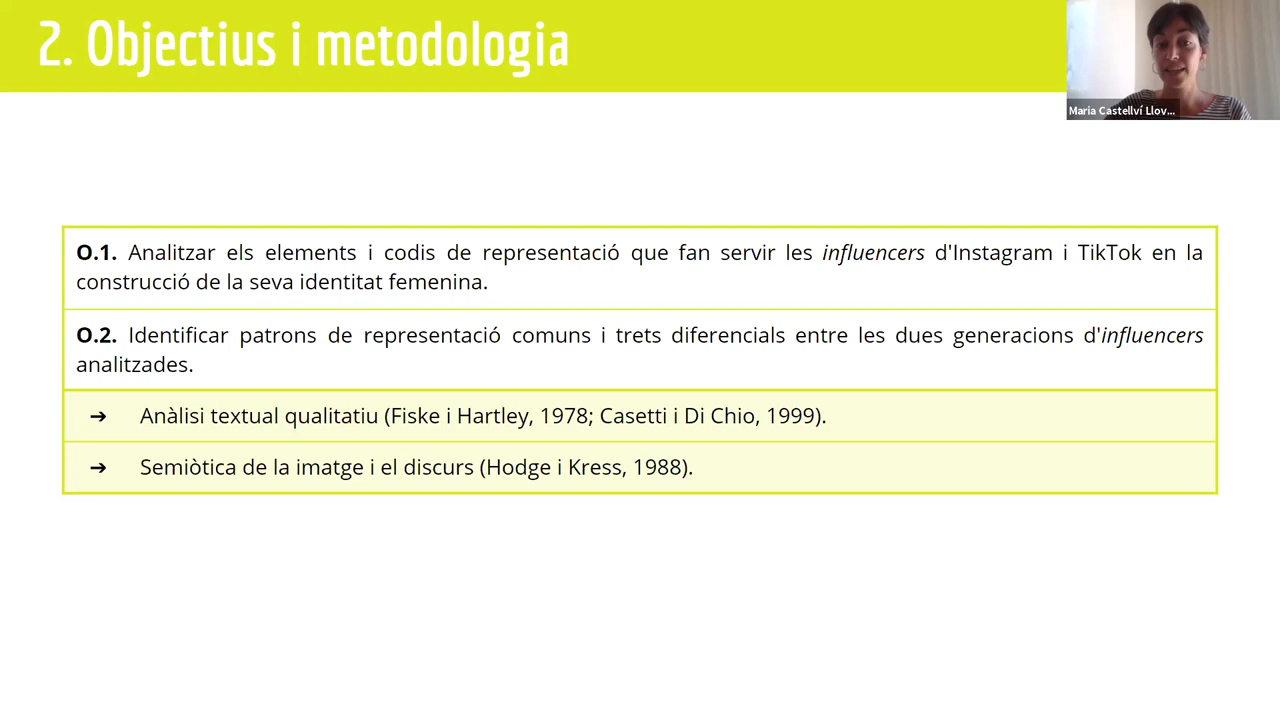 2. Objectius i metodologia
Maria Castellví Llov...
O.1. Analitzar els elements i codis de representació que fan servir les influencers d'Instagram i TikTok en la
construcció de la seva identitat femenina.
O.2. Identificar patrons de representació comuns i trets diferencials entre les dues generacions d'influencers
analitzades.
➔ Anàlisi textual qualitatiu (Fiske i Hartley, 1978; Casetti i Di Chio, 1999).
➔ Semiòtica de la imatge i el discurs (Hodge i Kress, 1988).